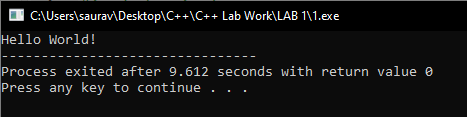 C:\Users\saurav\Desktop\C++\C++ Lab Work\LAB 1\1.exe
Hello World!
--------------------------------
Process exited after 9.612 seconds with return value 0
Press any key to continue . . .